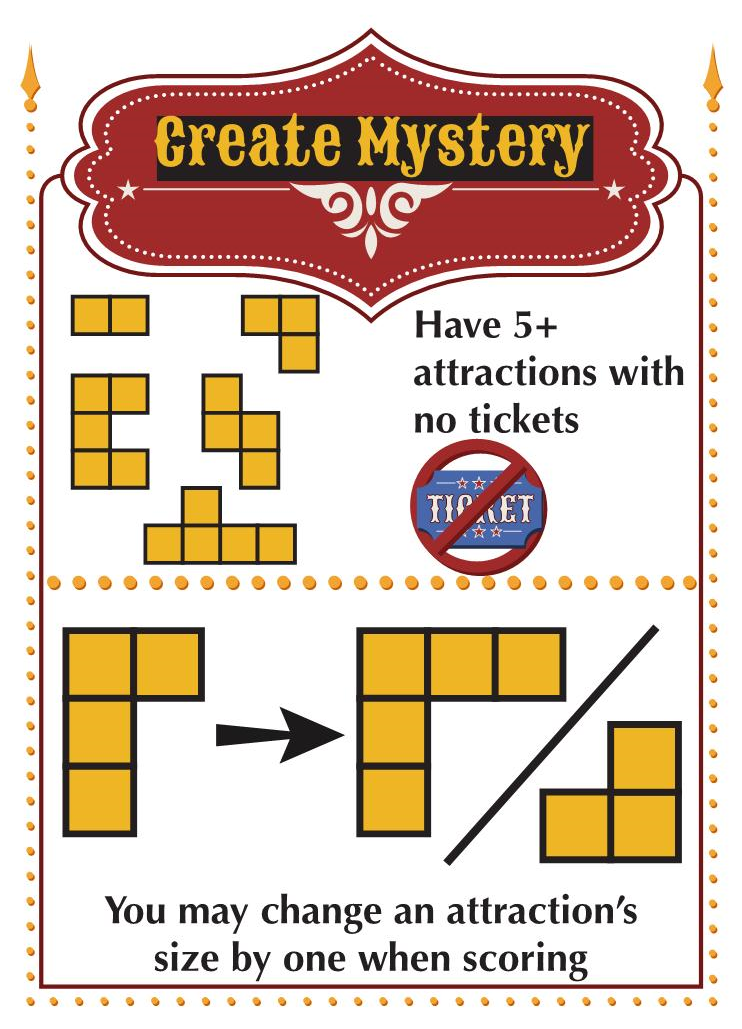 Create Mystery
Have 5+
attractions with
no tickets
TICKET
You may change an attraction's
size by one when scoring